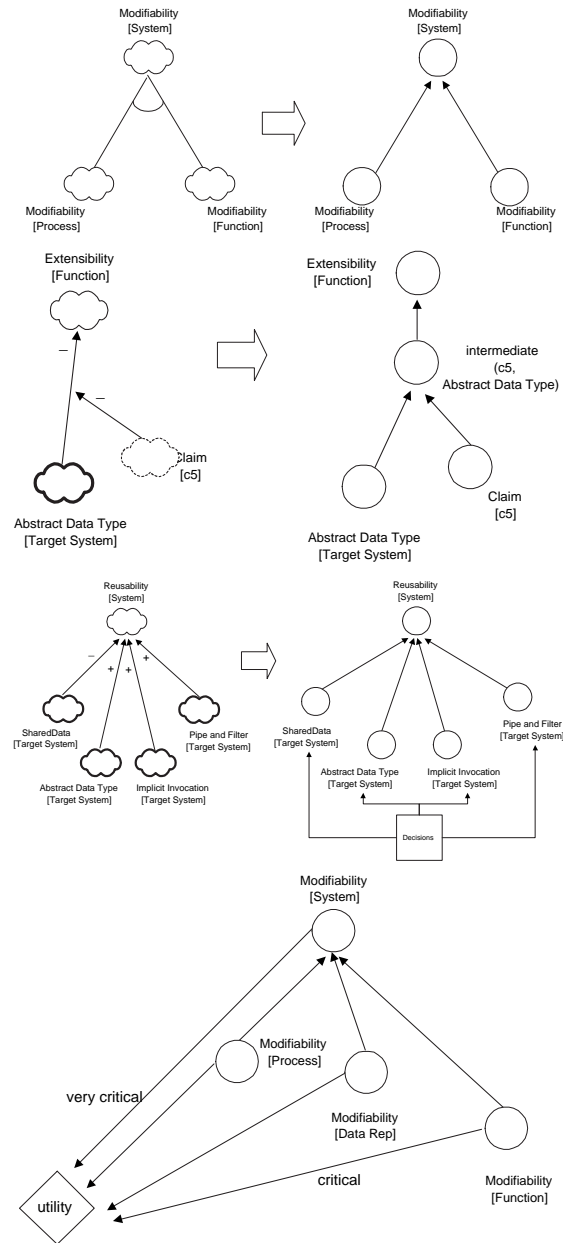 Modifiability
[System]
Modifiability
[Process]
Modifiability
[Function]
Modifiability
[System]
Modifiability
[Process]
Modifiability
[Function]
Extensibility
[Function]
–
–
laim
[c5]
Abstract Data Type
[Target System]
Extensibility
[Function]
intermediate
(c5,
Abstract Data Type)
Claim
[c5]
Abstract Data Type
[Target System]
Reusability
[System]
– + + +
SharedData
[Target System]
Pipe and Filter
[Target System]
Abstract Data Type
[Target System]
Implicit Invocation
[Target System]
Reusability
[System]
SharedData
[Target System]
Pipe and Filter
[Target System]
Abstract Data Type
[Target System]
Implicit Invocation
[Target System]
Decisions
Modifiability
[System]
Modifiability
[Process]
very critical
Modifiability
[Data Rep]
critical
Modifiability
[Function]
utility